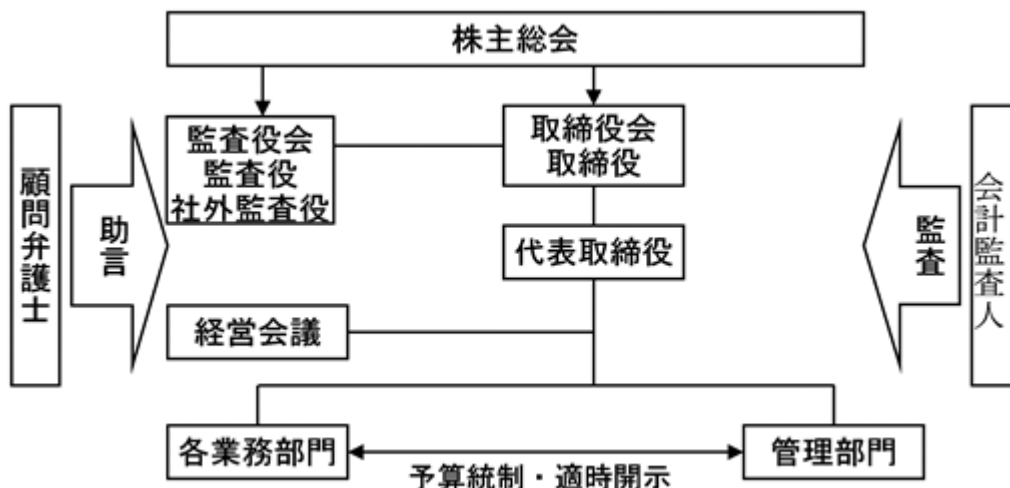 株主総会
監査役会
監査役
社外監査役
取締役会
取締役
顧問弁護士
助言
監査
会計監査人
代表取締役
経営会議
各業務部門
管理部門
予算統制・適時開示